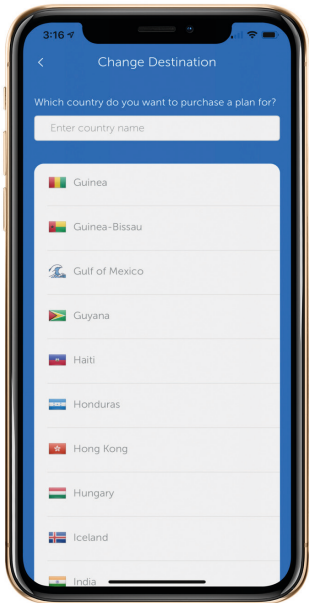 3:16
Change Destination
Which country do you want to purchase a plan for?
Enter country name
Guinea
Guinea-Bissau
Gulf of Mexico
Guyana
Haiti
Honduras
Hong Kong
Hungary
Iceland
India